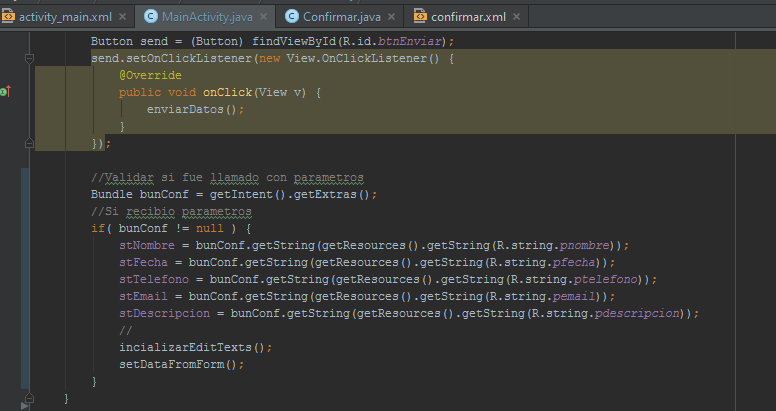 activity_main.xml × MainActivity.java × Confirmar.java × confirmar.xml ×
Button send = (Button) findViewById(R.id.btnEnviar);
send.setOnClickListener(new View.OnClickListener() {
@Override
public void onClick(View v) {
enviarDatos();
}
});
//Validar si fue llamado con parametros
Bundle bunConf = getIntent().getExtras();
//Si recibio parametros
if( bunConf != null ) {
stNombre = bunConf.getString(getResources().getString(R.string.pnombre));
stFecha = bunConf.getString(getResources().getString(R.string.pfecha));
stTelefono = bunConf.getString(getResources().getString(R.string.ptelefono));
stEmail = bunConf.getString(getResources().getString(R.string.pemail));
stDescripcion = bunConf.getString(getResources().getString(R.string.pdescripcion));
//
incializarEditTexts();
setDataFromForm();
}
}